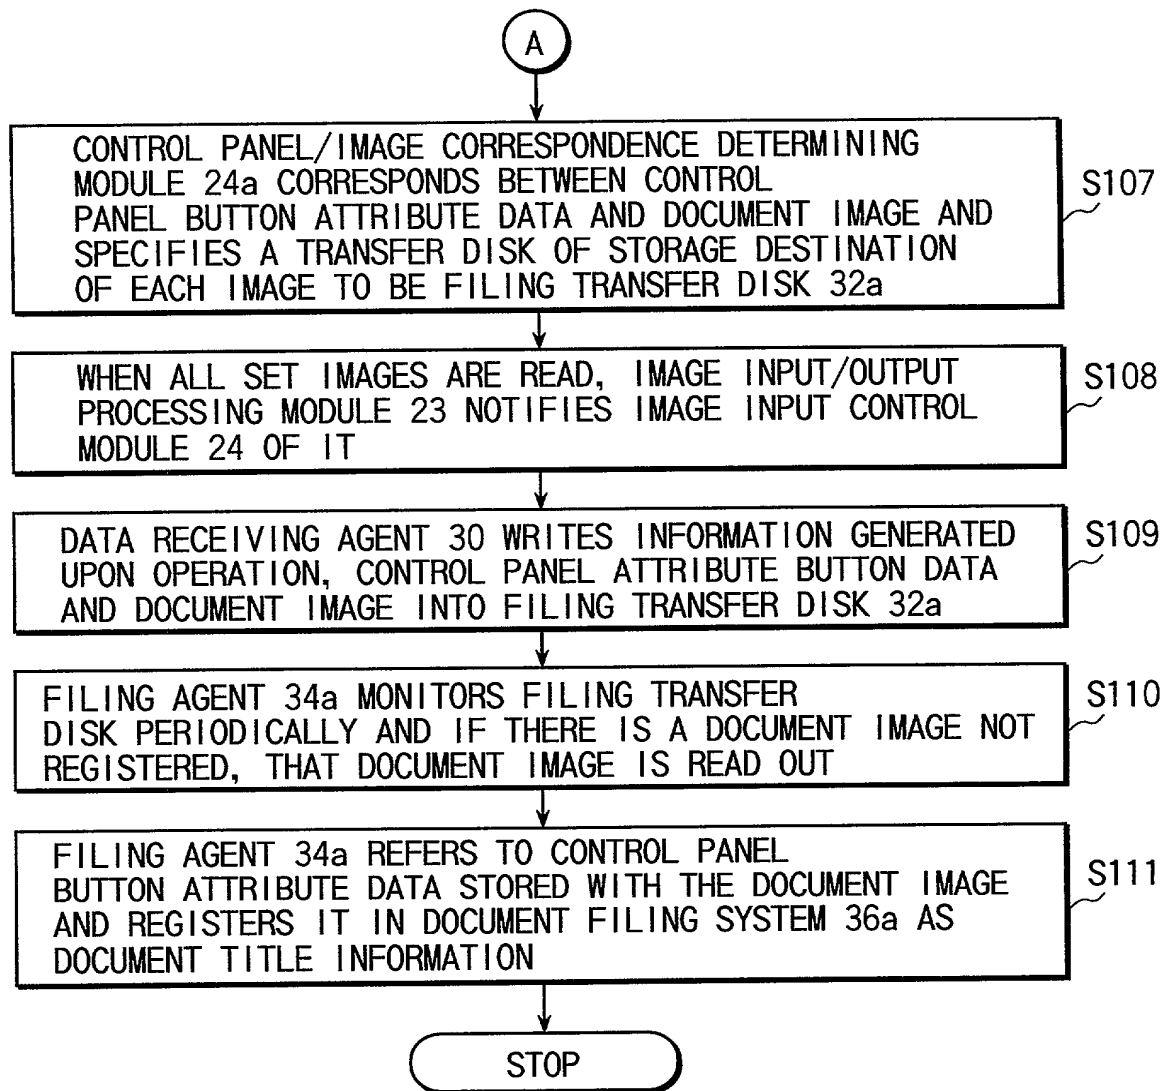 A
CONTROL PANEL/IMAGE CORRESPONDENCE DETERMINING
MODULE 24a CORRESPONDS BETWEEN CONTROL
PANEL BUTTON ATTRIBUTE DATA AND DOCUMENT IMAGE AND
SPECIFIES A TRANSFER DISK OF STORAGE DESTINATION
OF EACH IMAGE TO BE FILING TRANSFER DISK 32a
S107
WHEN ALL SET IMAGES ARE READ, IMAGE INPUT/OUTPUT
PROCESSING MODULE 23 NOTIFIES IMAGE INPUT CONTROL
MODULE 24 OF IT
S108
DATA RECEIVING AGENT 30 WRITES INFORMATION GENERATED
UPON OPERATION, CONTROL PANEL ATTRIBUTE BUTTON DATA
AND DOCUMENT IMAGE INTO FILING TRANSFER DISK 32a
S109
FILING AGENT 34a MONITORS FILING TRANSFER
DISK PERIODICALLY AND IF THERE IS A DOCUMENT IMAGE NOT
REGISTERED, THAT DOCUMENT IMAGE IS READ OUT
S110
FILING AGENT 34a REFERS TO CONTROL PANEL
BUTTON ATTRIBUTE DATA STORED WITH THE DOCUMENT IMAGE
AND REGISTERS IT IN DOCUMENT FILING SYSTEM 36a AS
DOCUMENT TITLE INFORMATION
S111
STOP